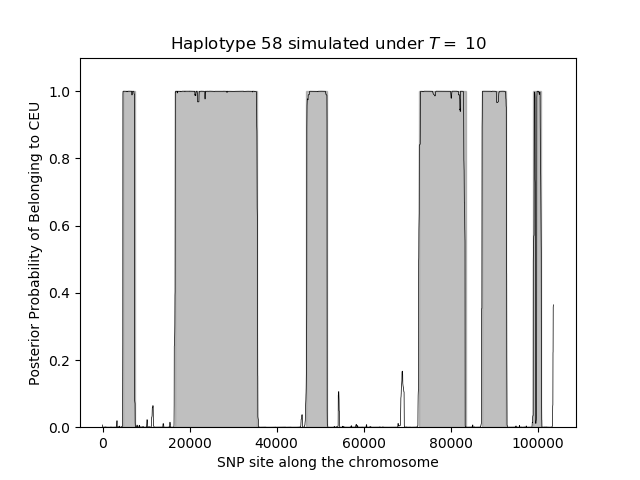 Haplotype 58 simulated under T = 10
Posterior Probability of Belonging to CEU
1.0
0.8
0.6
0.4
0.2
0.0
0 20000 40000 60000 80000 100000
SNP site along the chromosome